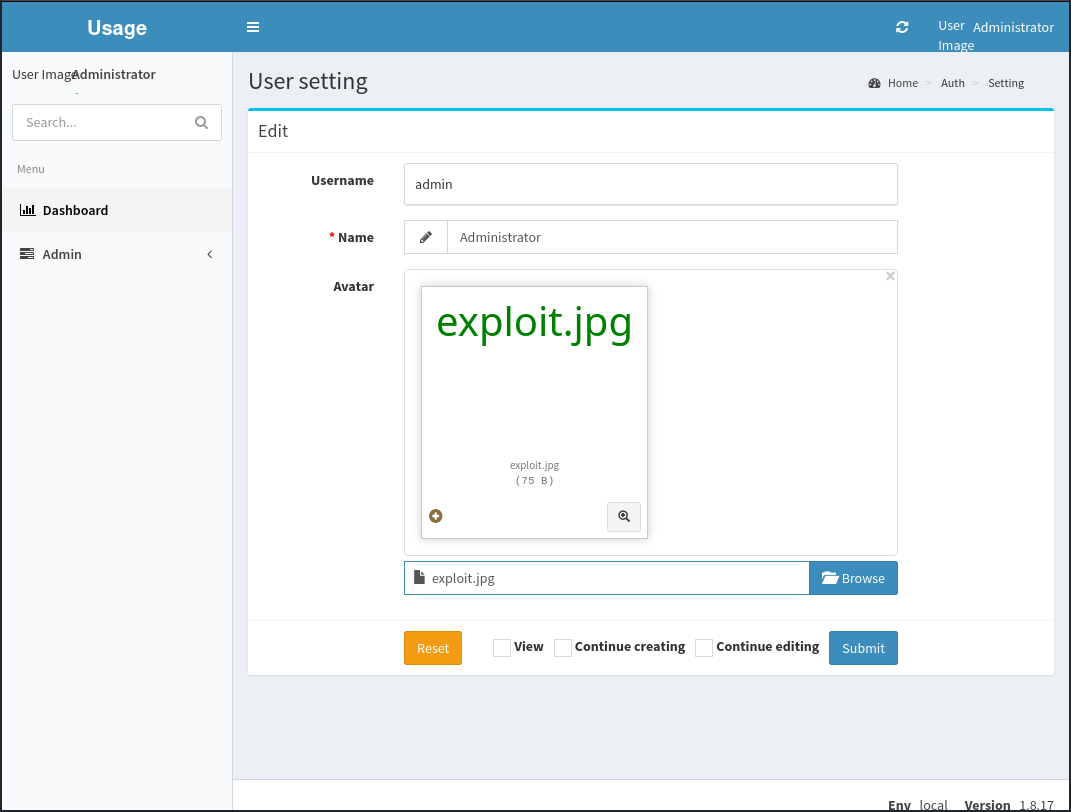 Usage
User Image
Administrator
User Image
Administrator
Search...
Menu
Dashboard
Admin
User setting
Home > Auth > Setting
Edit
Username
admin
* Name
Administrator
Avatar
×
exploit.jpg
exploit.jpg
(75 B)
exploit.jpg
Browse
Reset
View
Continue creating
Continue editing
Submit
Env local Version 1.8.17